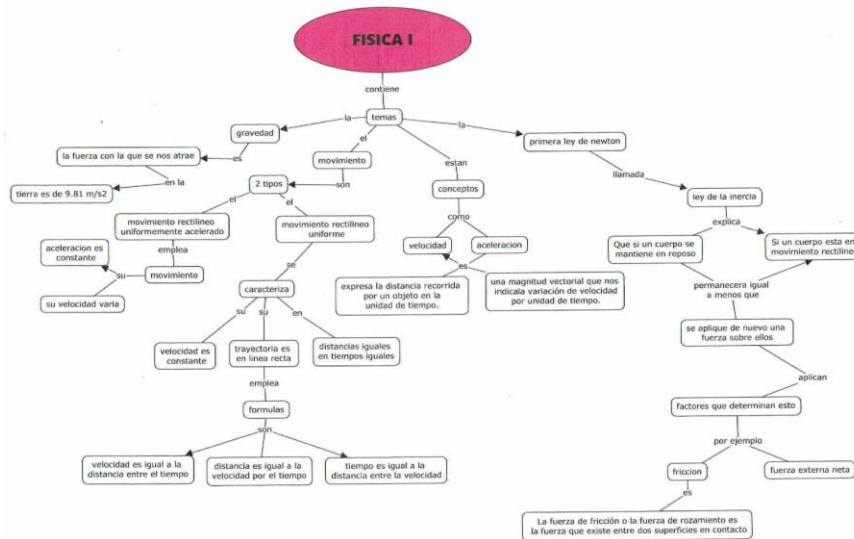 FISICA I
contiene
temas
la
el
estan
la
gravedad
primera ley de newton
es
la fuerza con la que se nos atrae
movimiento
son
llamada
en la
tierra es de 9.81 m/s2
2 tipos
conceptos
ley de la inercia
el
el
como
explica
movimiento rectilineo
uniformemente acelerado
movimiento rectilineo
uniforme
velocidad
aceleracion
Que si un cuerpo se
mantiene en reposo
Si un cuerpo esta en
movimiento rectilineo
emplea
aceleracion es
constante
su
movimiento
se
es
su velocidad varia
caracteriza
expresa la distancia recorrida
por un objeto en la
unidad de tiempo.
una magnitud vectorial que nos
indicala variación de velocidad
por unidad de tiempo.
permanecera igual
a menos que
su
su
en
se aplique de nuevo una
fuerza sobre ellos
velocidad es
constante
trayectoria es
en linea recta
distancias iguales
en tiempos iguales
emplea
aplican
formulas
factores que determinan esto
son
por ejemplo
velocidad es igual a la
distancia entre el tiempo
distancia es igual a la
velocidad por el tiempo
tiempo es igual a la
distancia entre la velocidad
friccion
fuerza externa neta
es
La fuerza de fricción o la fuerza de rozamiento es
la fuerza que existe entre dos superficies en contacto